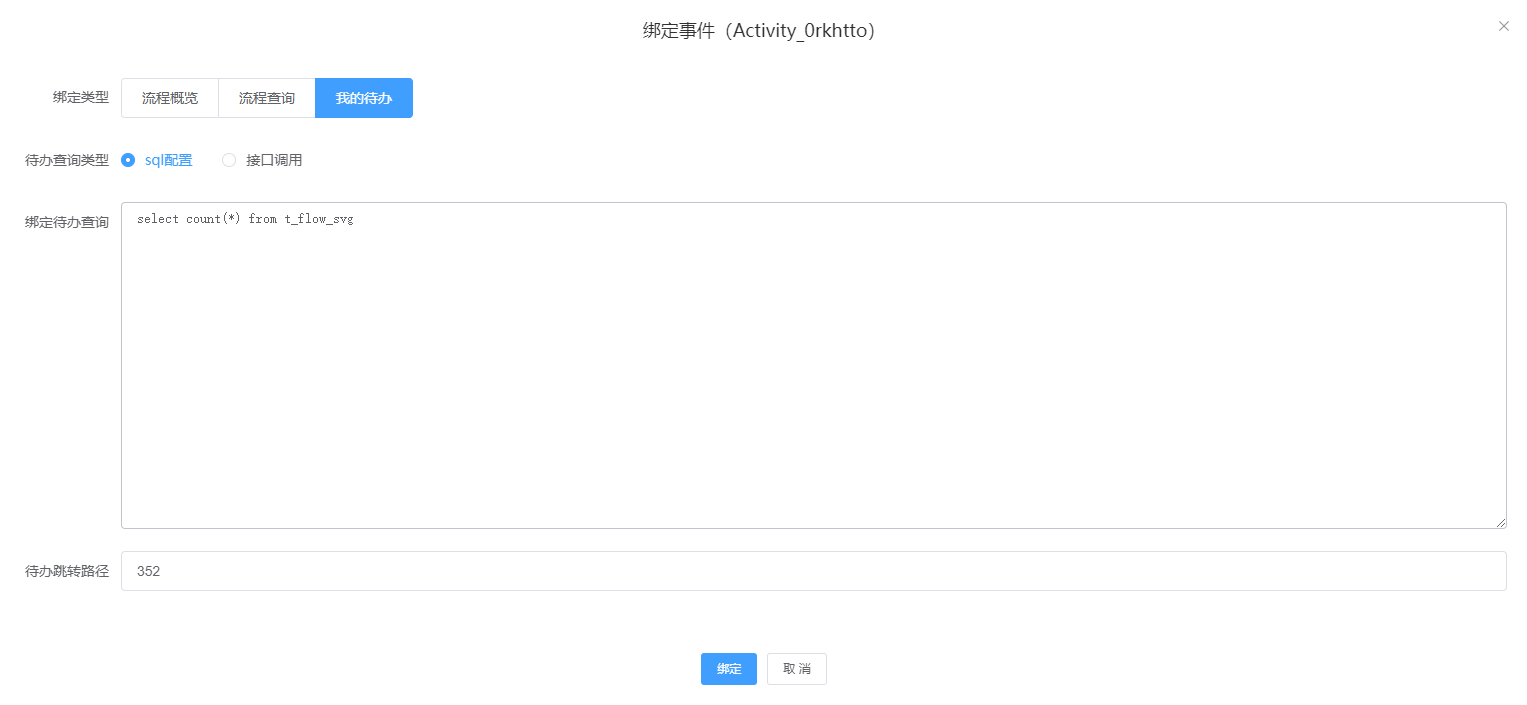 绑定事件（Activity_0rkhtto）
绑定类型 流程概览 流程查询 我的待办
待办查询类型 sql配置 接口调用
绑定待办查询 select count(*) from t_flow_svg
待办跳转路径 352
绑定 取 消